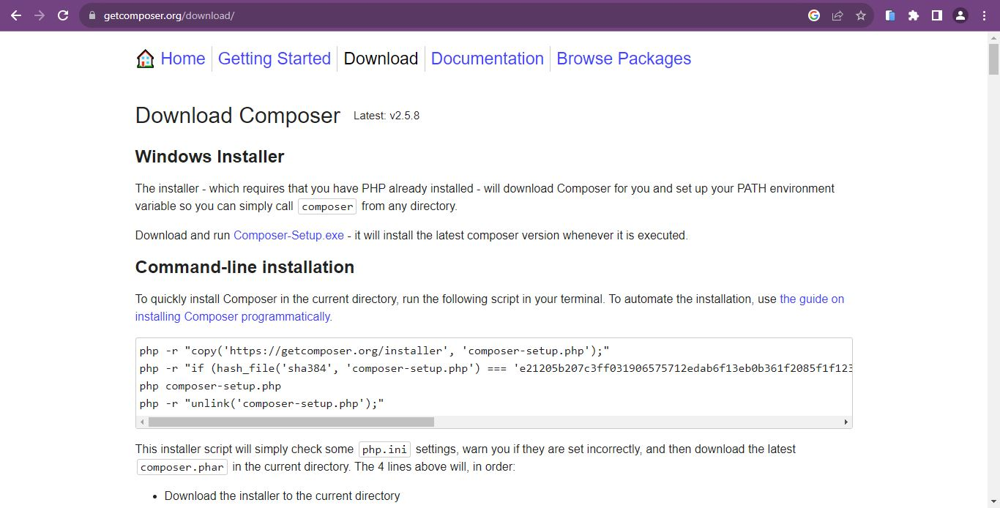 getcomposer.org/download/
Home Getting Started Download Documentation Browse Packages
Download Composer Latest: v2.5.8
Windows Installer
The installer - which requires that you have PHP already installed - will download Composer for you and set up your PATH environment
variable so you can simply call composer from any directory.
Download and run Composer-Setup.exe - it will install the latest composer version whenever it is executed.
Command-line installation
To quickly install Composer in the current directory, run the following script in your terminal. To automate the installation, use the guide on
installing Composer programmatically.
php -r "copy('https://getcomposer.org/installer', 'composer-setup.php');"
php -r "if (hash_file('sha384', 'composer-setup.php') === 'e21205b207c3ff031906575712edab6f13eb0b361f2085f1f123
php composer-setup.php
php -r "unlink('composer-setup.php');"
This installer script will simply check some php.ini settings, warn you if they are set incorrectly, and then download the latest
composer.phar in the current directory. The 4 lines above will, in order:
• Download the installer to the current directory